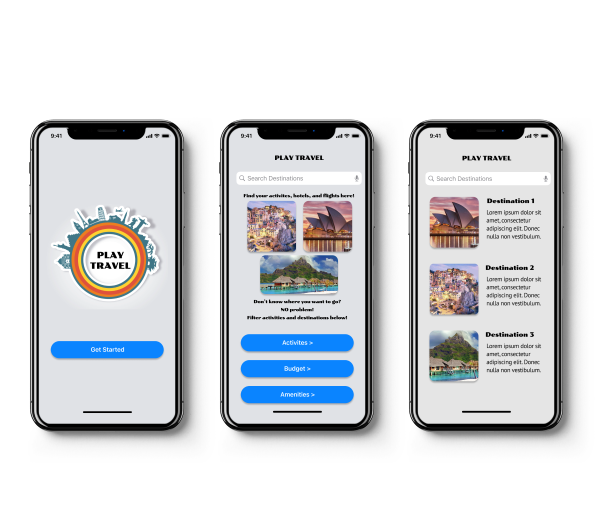 9:41
PLAY
TRAVEL
Get Started
9:41
PLAY TRAVEL
Search Destinations
Find your activites, hotels, and flights here!
Don't know where you want to go?
NO problem!
Filter activities and destinations below!
Activites >
Budget >
Amenities >
9:41
PLAY TRAVEL
Search Destinations
Destination 1
Lorem ipsum dolor sit
amet, consectetur
adipiscing elit. Donec
nulla non vestibulum.
Destination 2
Lorem ipsum dolor sit
amet, consectetur
adipiscing elit. Donec
nulla non vestibulum.
Destination 3
Lorem ipsum dolor sit
amet, consectetur
adipiscing elit. Donec
nulla non vestibulum.